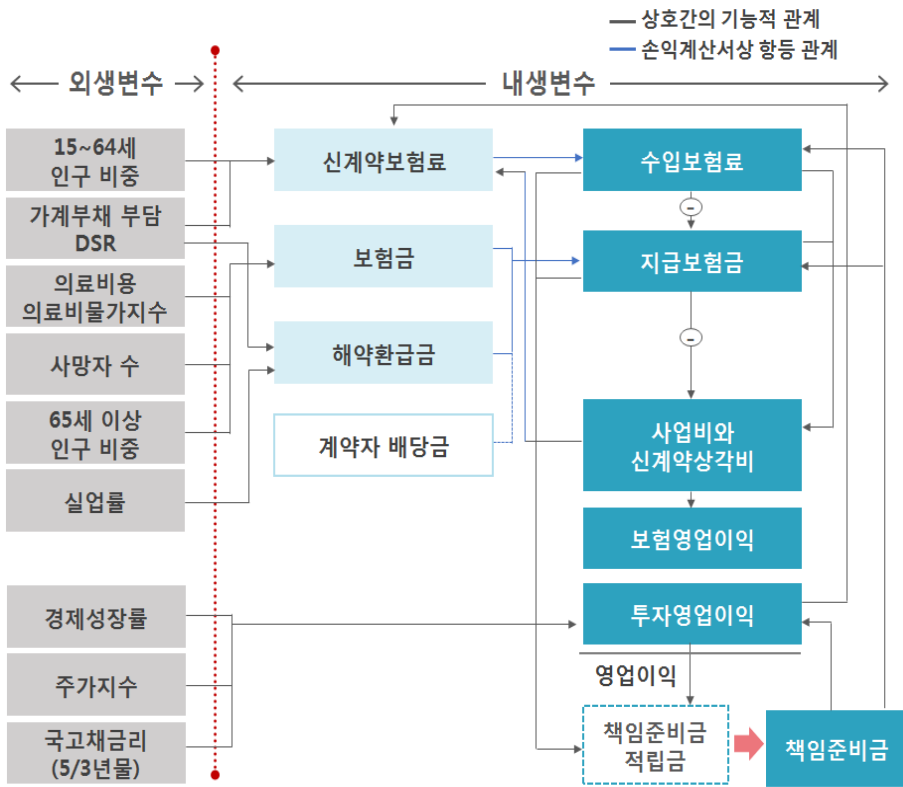 상호간의 기능적 관계
손익계산서상 항등 관계
외생변수
내생변수
15~64세
인구 비중
가계부채 부담
DSR
의료비용
의료비물가지수
사망자 수
65세 이상
인구 비중
실업률
경제성장률
주가지수
국고채금리
(5/3년물)
신계약보험료
보험금
해약환급금
계약자 배당금
수입보험료
-
지급보험금
-
사업비와
신계약상각비
보험영업이익
투자영업이익
영업이익
책임준비금
적립금
책임준비금